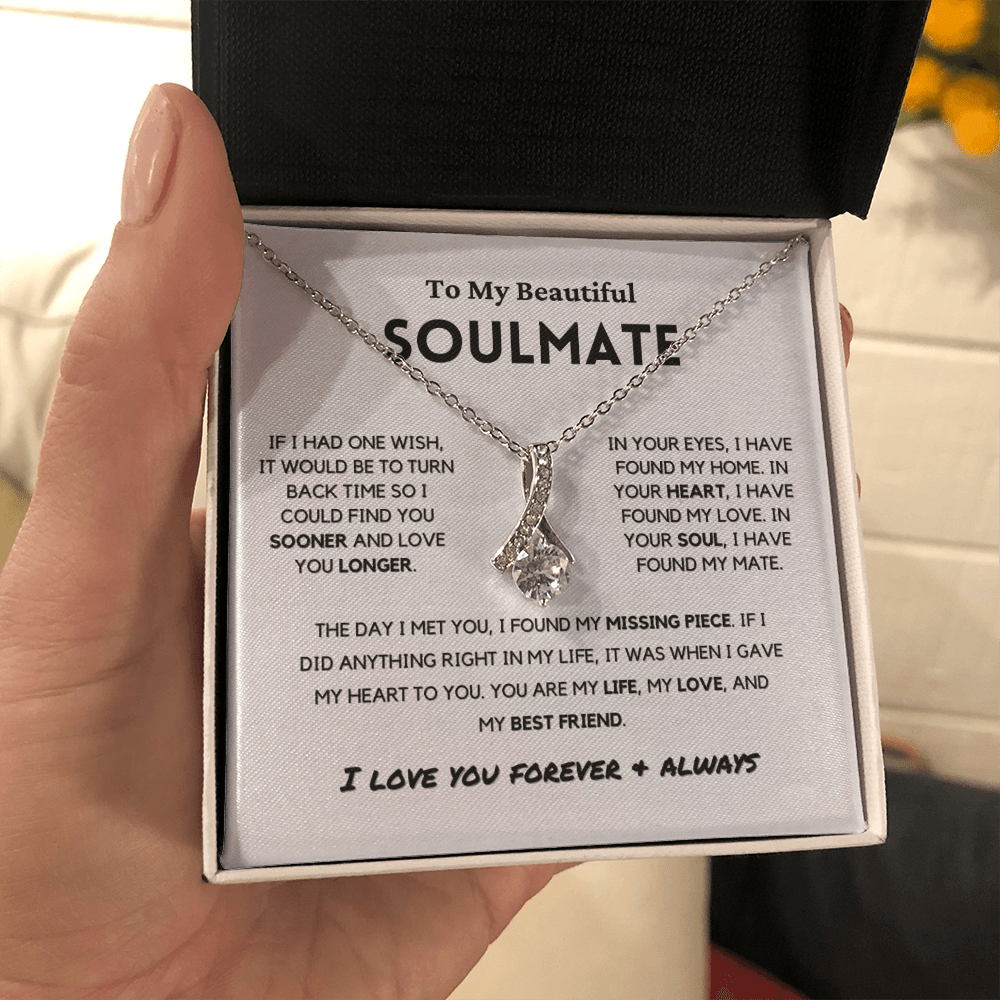 To My Beautiful
SOULMATE
IF I HAD ONE WISH,
IT WOULD BE TO TURN
BACK TIME SO I
COULD FIND YOU
SOONER AND LOVE
YOU LONGER.
IN YOUR EYES, I HAVE
FOUND MY HOME. IN
YOUR HEART, I HAVE
FOUND MY LOVE. IN
YOUR SOUL, I HAVE
FOUND MY MATE.
THE DAY I MET YOU, I FOUND MY MISSING PIECE. IF I
DID ANYTHING RIGHT IN MY LIFE, IT WAS WHEN I GAVE
MY HEART TO YOU. YOU ARE MY LIFE, MY LOVE, AND
MY BEST FRIEND.
I LOVE YOU FOREVER + ALWAYS